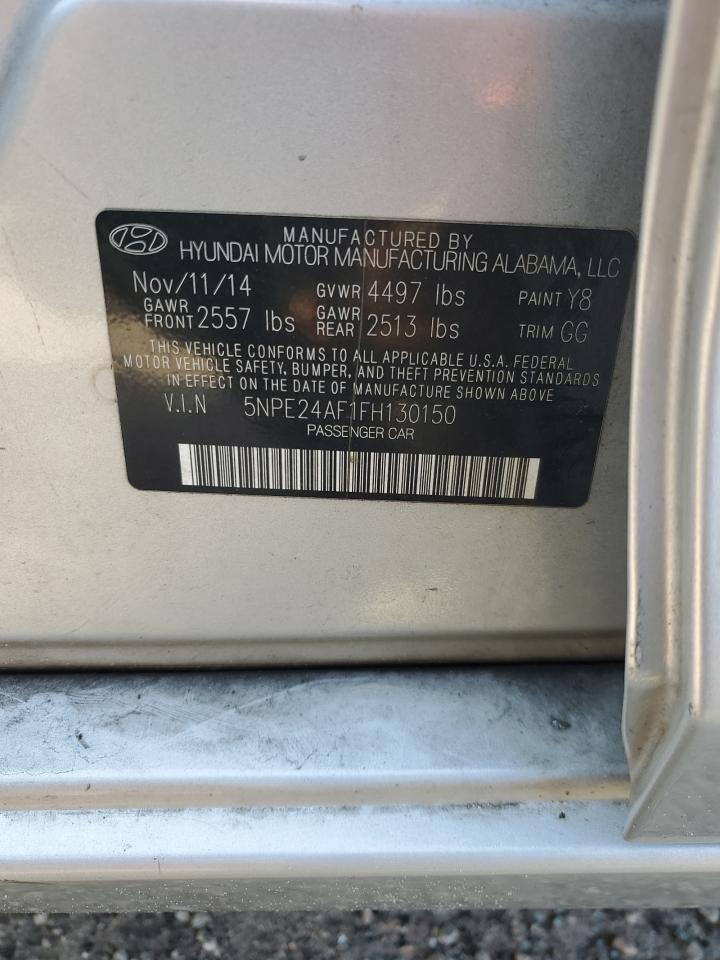 MANUFACTURED BY
HYUNDAI MOTOR MANUFACTURING ALABAMA, LLC
Nov/11/14 GVWR 4497 lbs PAINT Y8
GAWR FRONT 2557 lbs GAWR REAR 2513 lbs TRIM GG
THIS VEHICLE CONFORMS TO ALL APPLICABLE U.S.A. FEDERAL
MOTOR VEHICLE SAFETY, BUMPER, AND THEFT PREVENTION STANDARDS
IN EFFECT ON THE DATE OF MANUFACTURE SHOWN ABOVE.
V.I.N 5NPE24AF1FH130150
PASSENGER CAR